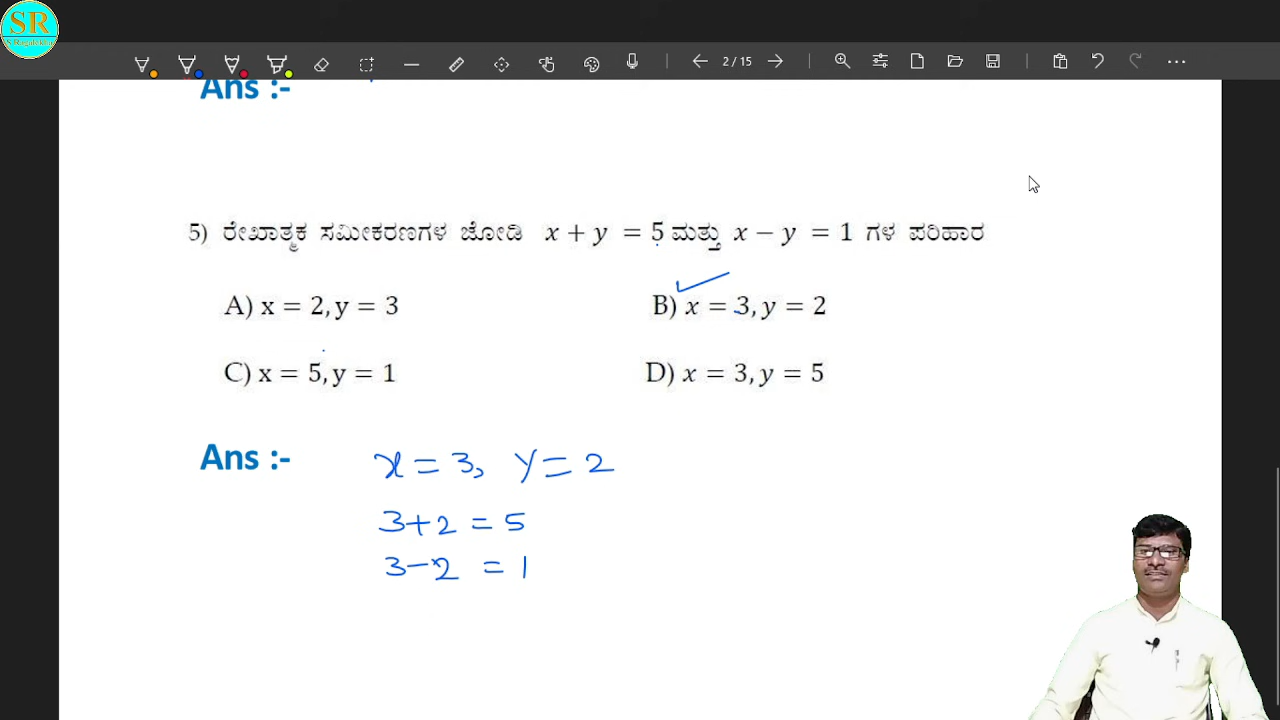 SR
2 / 15
Ans :-
5) ರೇಖಾತ್ಮಕ ಸಮೀಕರಣಗಳ ಜೋಡಿ x + y = 5 ಮತ್ತು x − y = 1 ಗಳ ಪರಿಹಾರ
A) x = 2, y = 3
B) x = 3, y = 2
C) x = 5, y = 1
D) x = 3, y = 5
Ans :- x = 3, y = 2
3+2 = 5
3−2 = 1